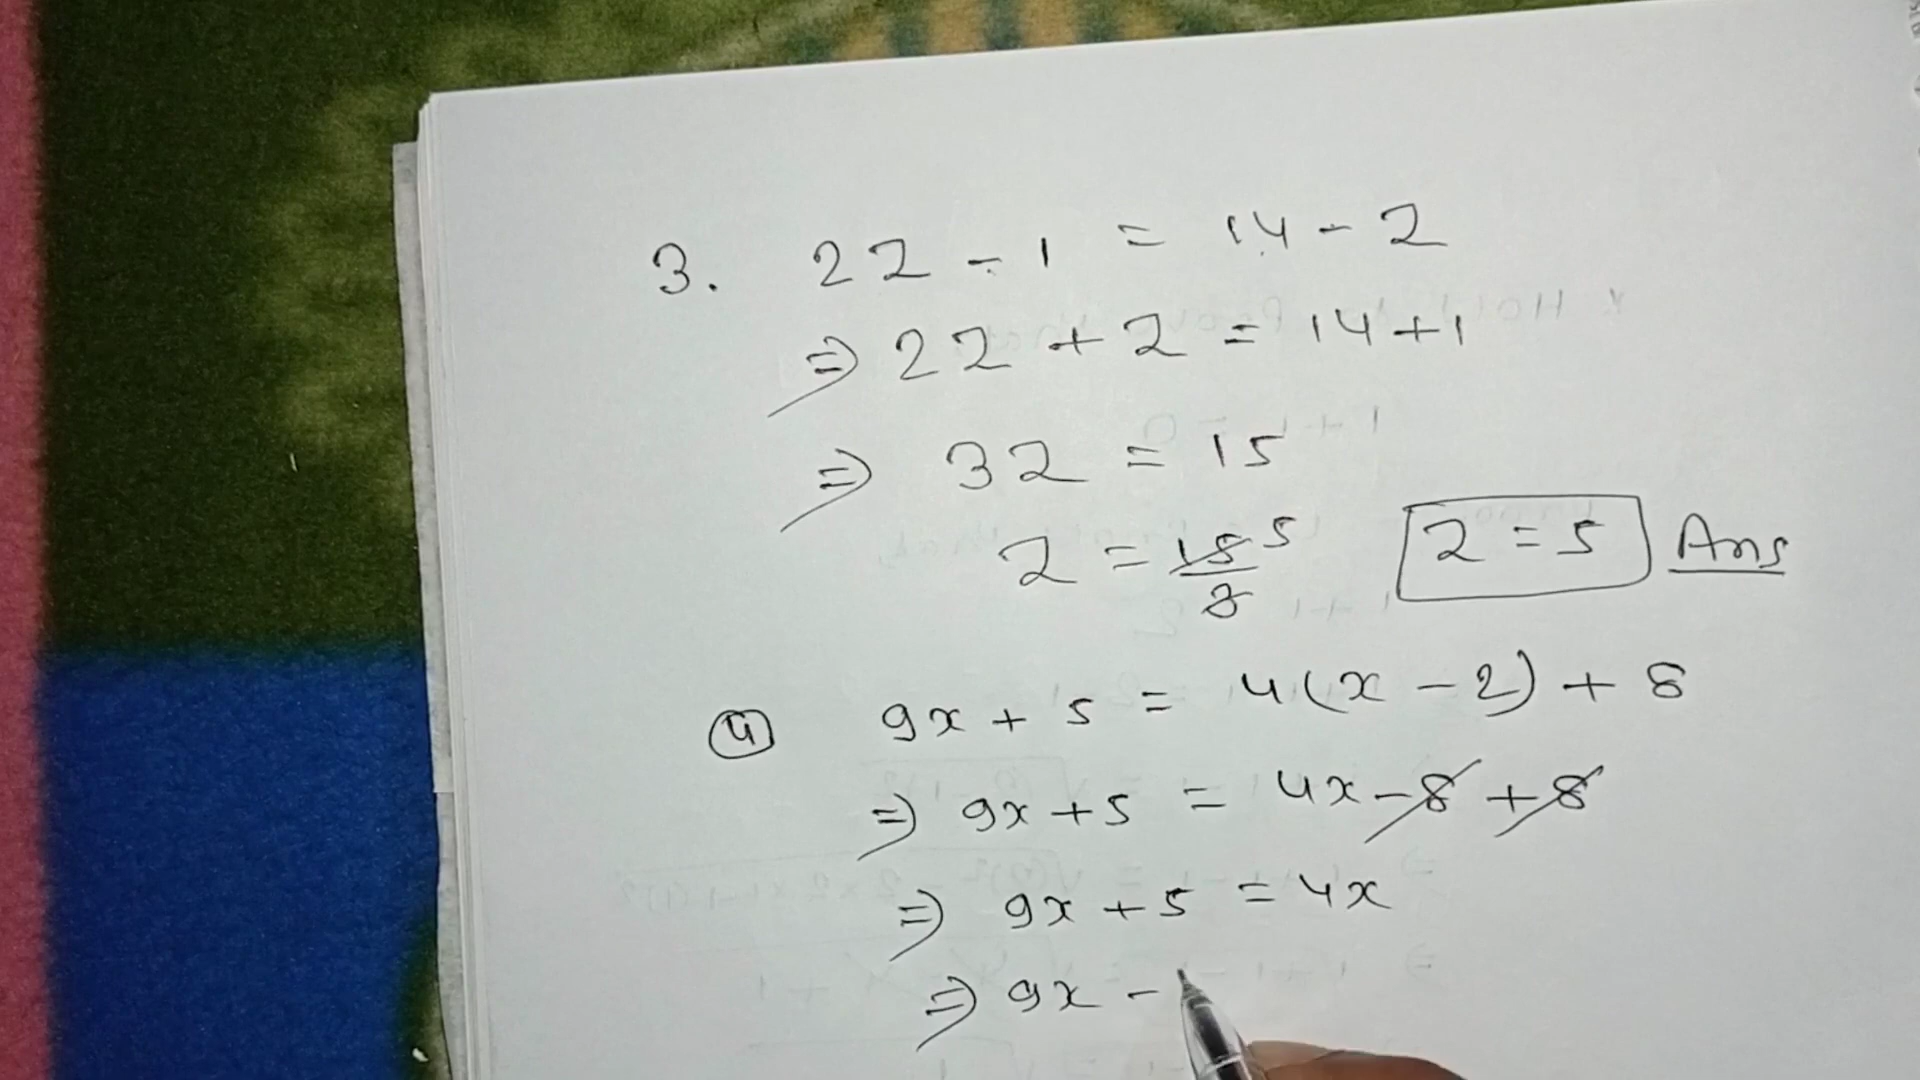 3. 2z - 1 = 14 - z
⇒ 2z + z = 14 + 1
⇒ 3z = 15
z = 15/3 5 z = 5 Ans
④ 9x + 5 = 4(x - 2) + 8
⇒ 9x + 5 = 4x - 8 + 8
⇒ 9x + 5 = 4x
⇒ 9x -